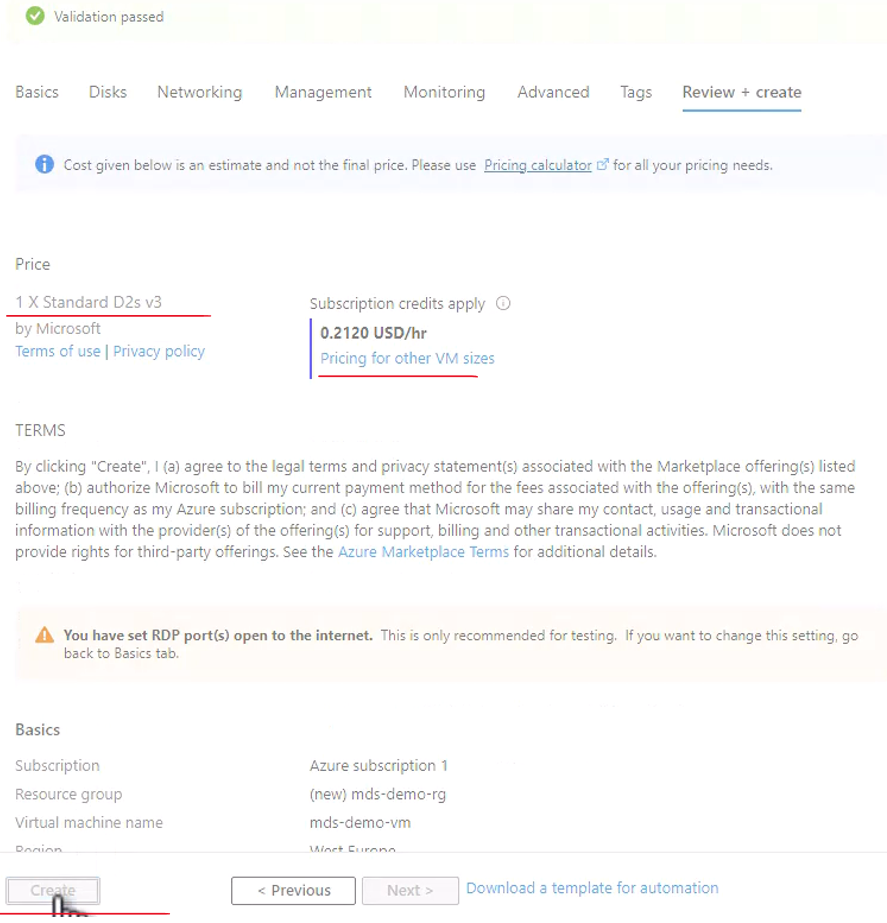 Validation passed
Basics Disks Networking Management Monitoring Advanced Tags Review + create
Cost given below is an estimate and not the final price. Please use Pricing calculator for all your pricing needs.
Price
1 X Standard D2s v3
by Microsoft
Terms of use | Privacy policy
Subscription credits apply
0.2120 USD/hr
Pricing for other VM sizes
TERMS
By clicking "Create", I (a) agree to the legal terms and privacy statement(s) associated with the Marketplace offering(s) listed
above; (b) authorize Microsoft to bill my current payment method for the fees associated with the offering(s), with the same
billing frequency as my Azure subscription; and (c) agree that Microsoft may share my contact, usage and transactional
information with the provider(s) of the offering(s) for support, billing and other transactional activities. Microsoft does not
provide rights for third-party offerings. See the Azure Marketplace Terms for additional details.
You have set RDP port(s) open to the internet. This is only recommended for testing. If you want to change this setting, go
back to Basics tab.
Basics
Subscription Azure subscription 1
Resource group (new) mds-demo-rg
Virtual machine name mds-demo-vm
Region West Europe
Create < Previous Next > Download a template for automation